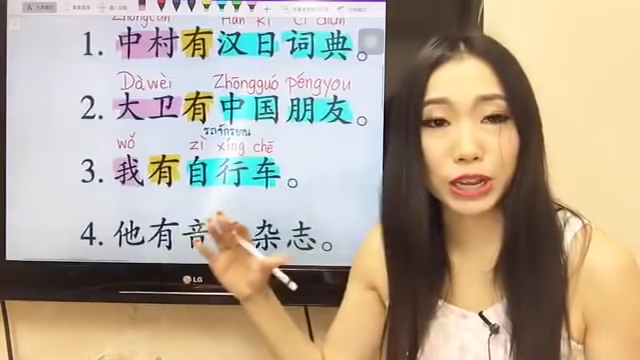 Zhōngcūn Hàn Rì cí diǎn
1. 中村有汉日词典。
Dàwèi Zhōngguó péngyou
2. 大卫有中国朋友。
รถจักรยาน
wǒ zì xíng chē
3. 我有自行车。
4. 他有音杂志。
LG